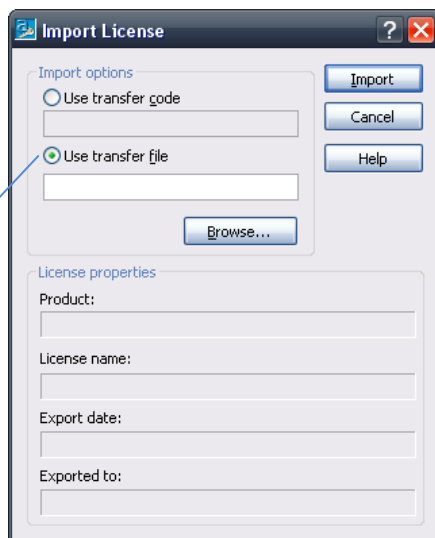 Import License
?
Import options
Use transfer code
Use transfer file
Browse...
Import
Cancel
Help
License properties
Product:
License name:
Export date:
Exported to: